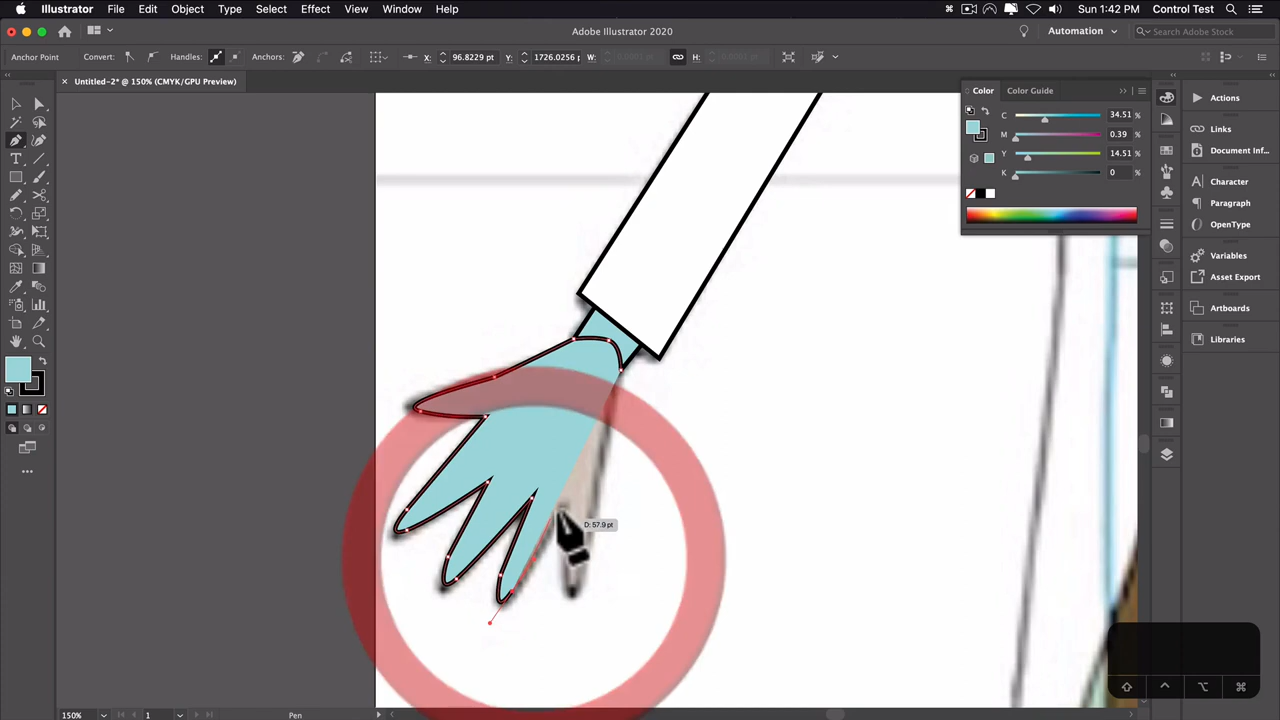 Illustrator File Edit Object Type Select Effect View Window Help Sun 1:42 PM Control Test
Adobe Illustrator 2020 Automation Search Adobe Stock
Anchor Point Convert: Handles: Anchors: X: 96.8229 pt Y: 1726.0256 p W: H:
Untitled-2* @ 150% (CMYK/GPU Preview)
Color Color Guide
C 34.51 %
M 0.39 %
Y 14.51 %
K 0 %
Actions
Links
Document Inf...
Character
Paragraph
OpenType
Variables
Asset Export
Artboards
Libraries
D: 57.9 pt
150% 1 Pen